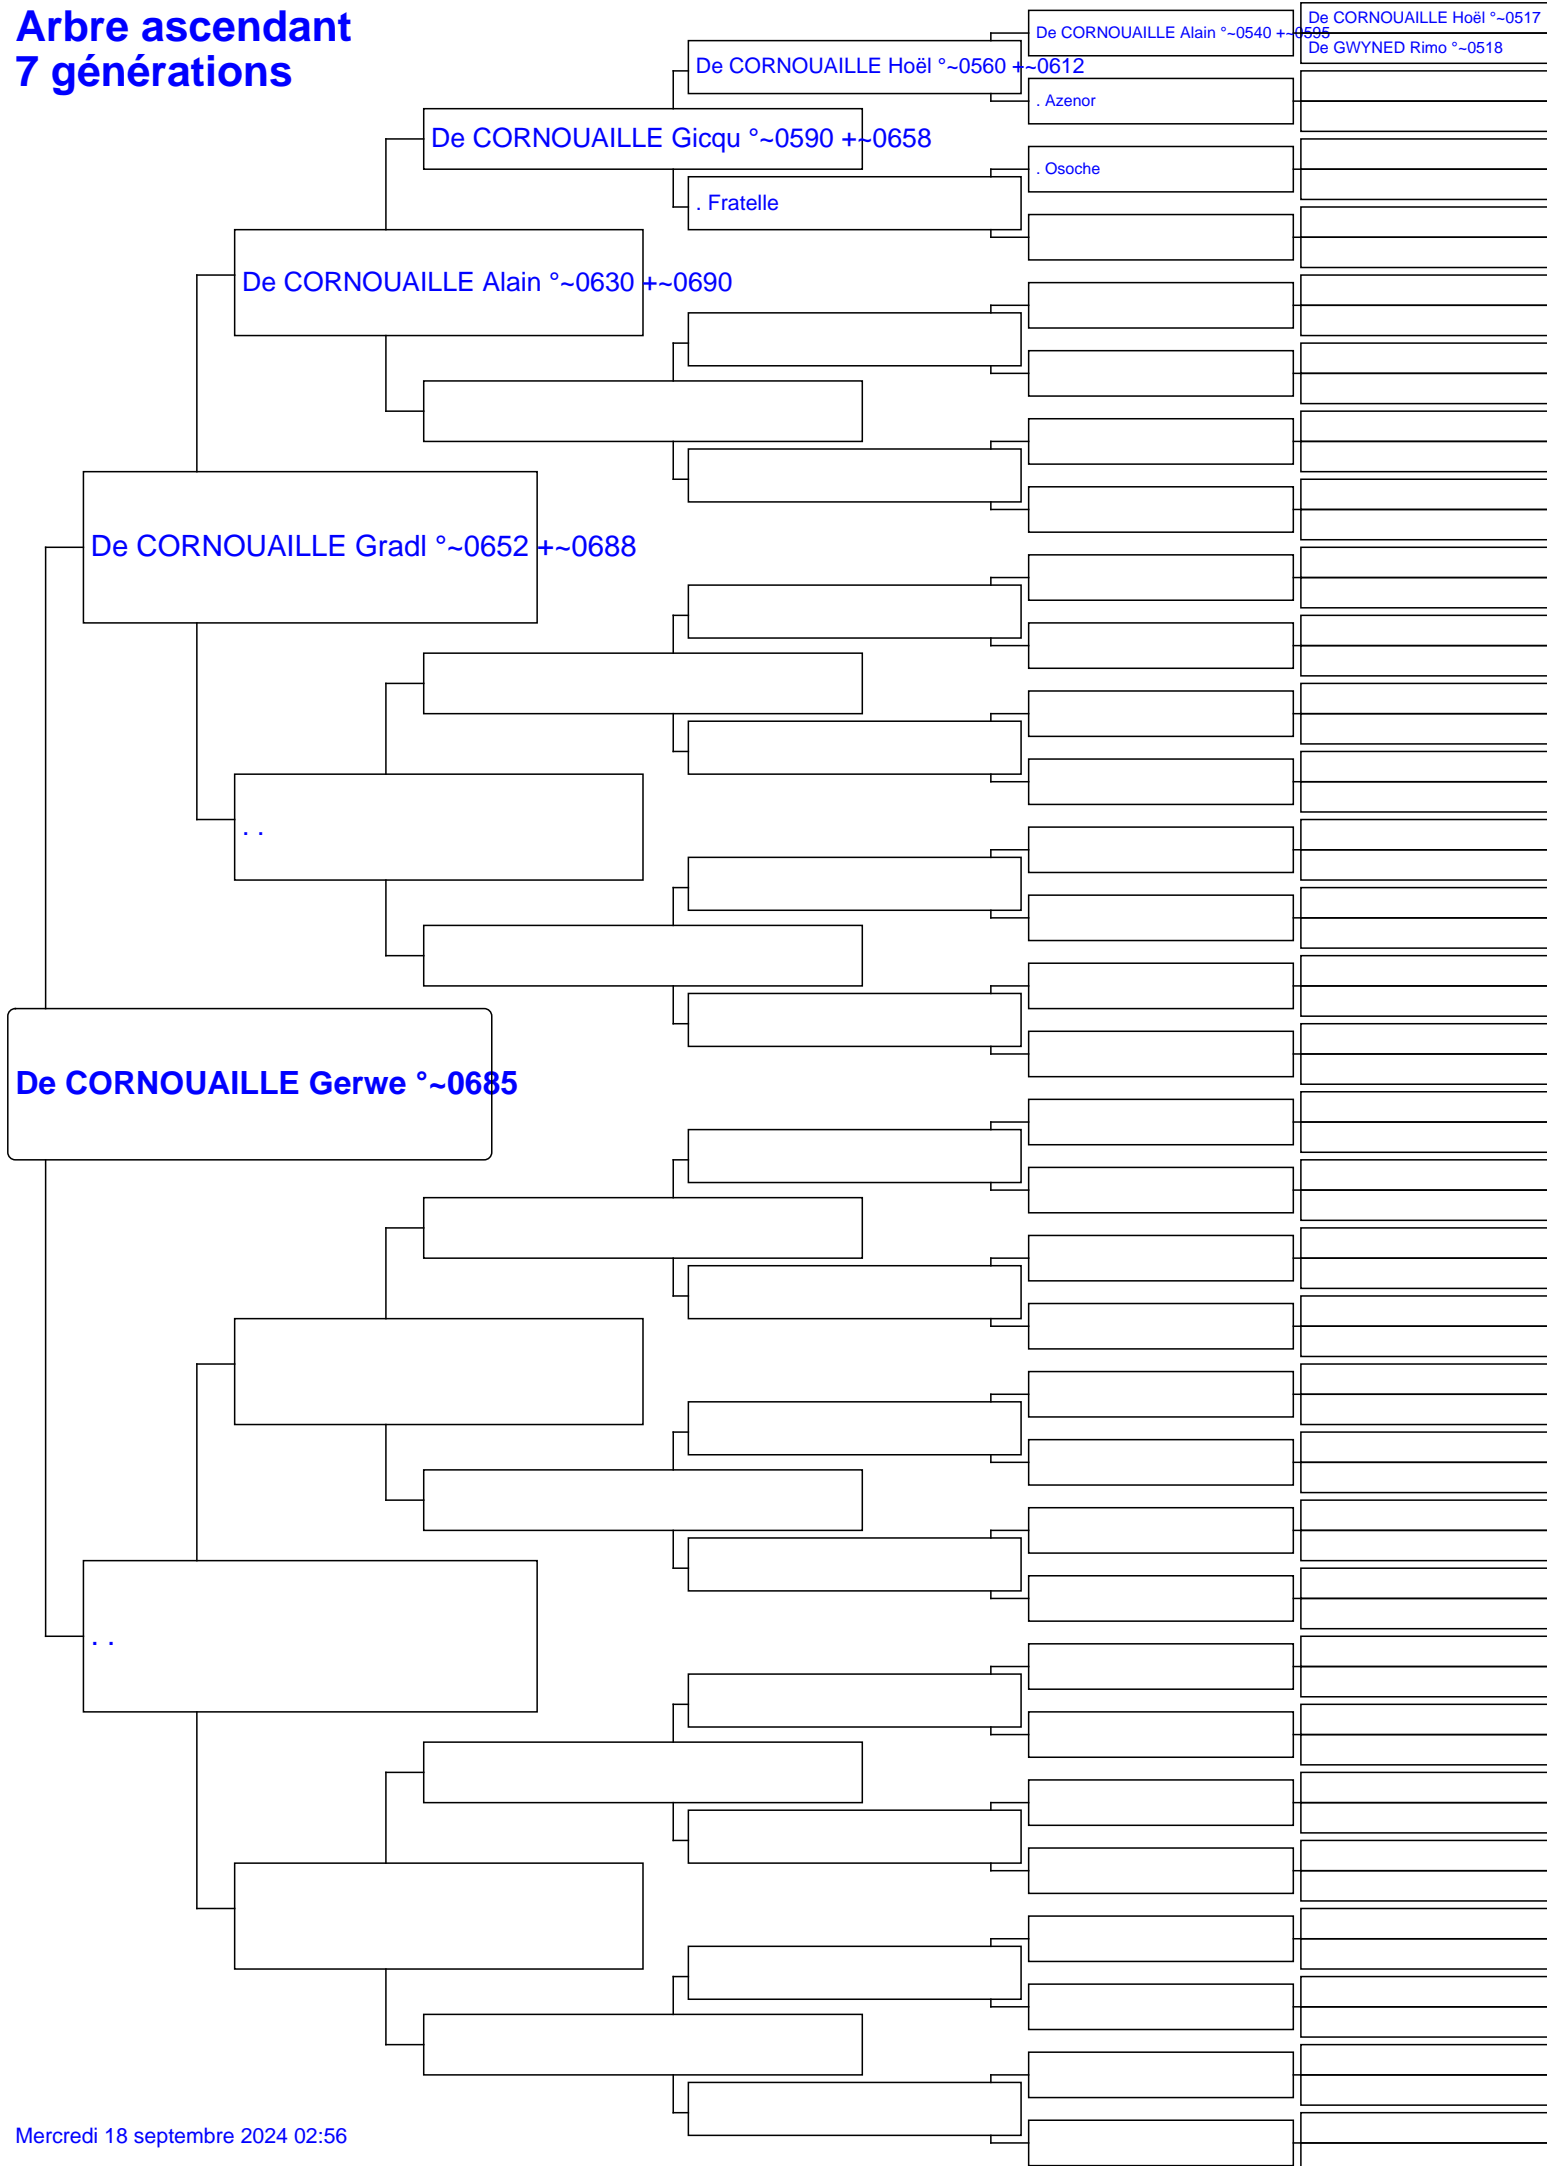 Arbre ascendant
7 générations
De CORNOUAILLE Hoël °~0517
De CORNOUAILLE Alain °~0540 +~0595
De GWYNED Rimo °~0518
De CORNOUAILLE Hoël °~0560 +~0612
. Azenor
De CORNOUAILLE Gicqu °~0590 +~0658
. Osoche
. Fratelle
De CORNOUAILLE Alain °~0630 +~0690
De CORNOUAILLE Gradl °~0652 +~0688
. .
De CORNOUAILLE Gerwe °~0685
. .
Mercredi 18 septembre 2024 02:56